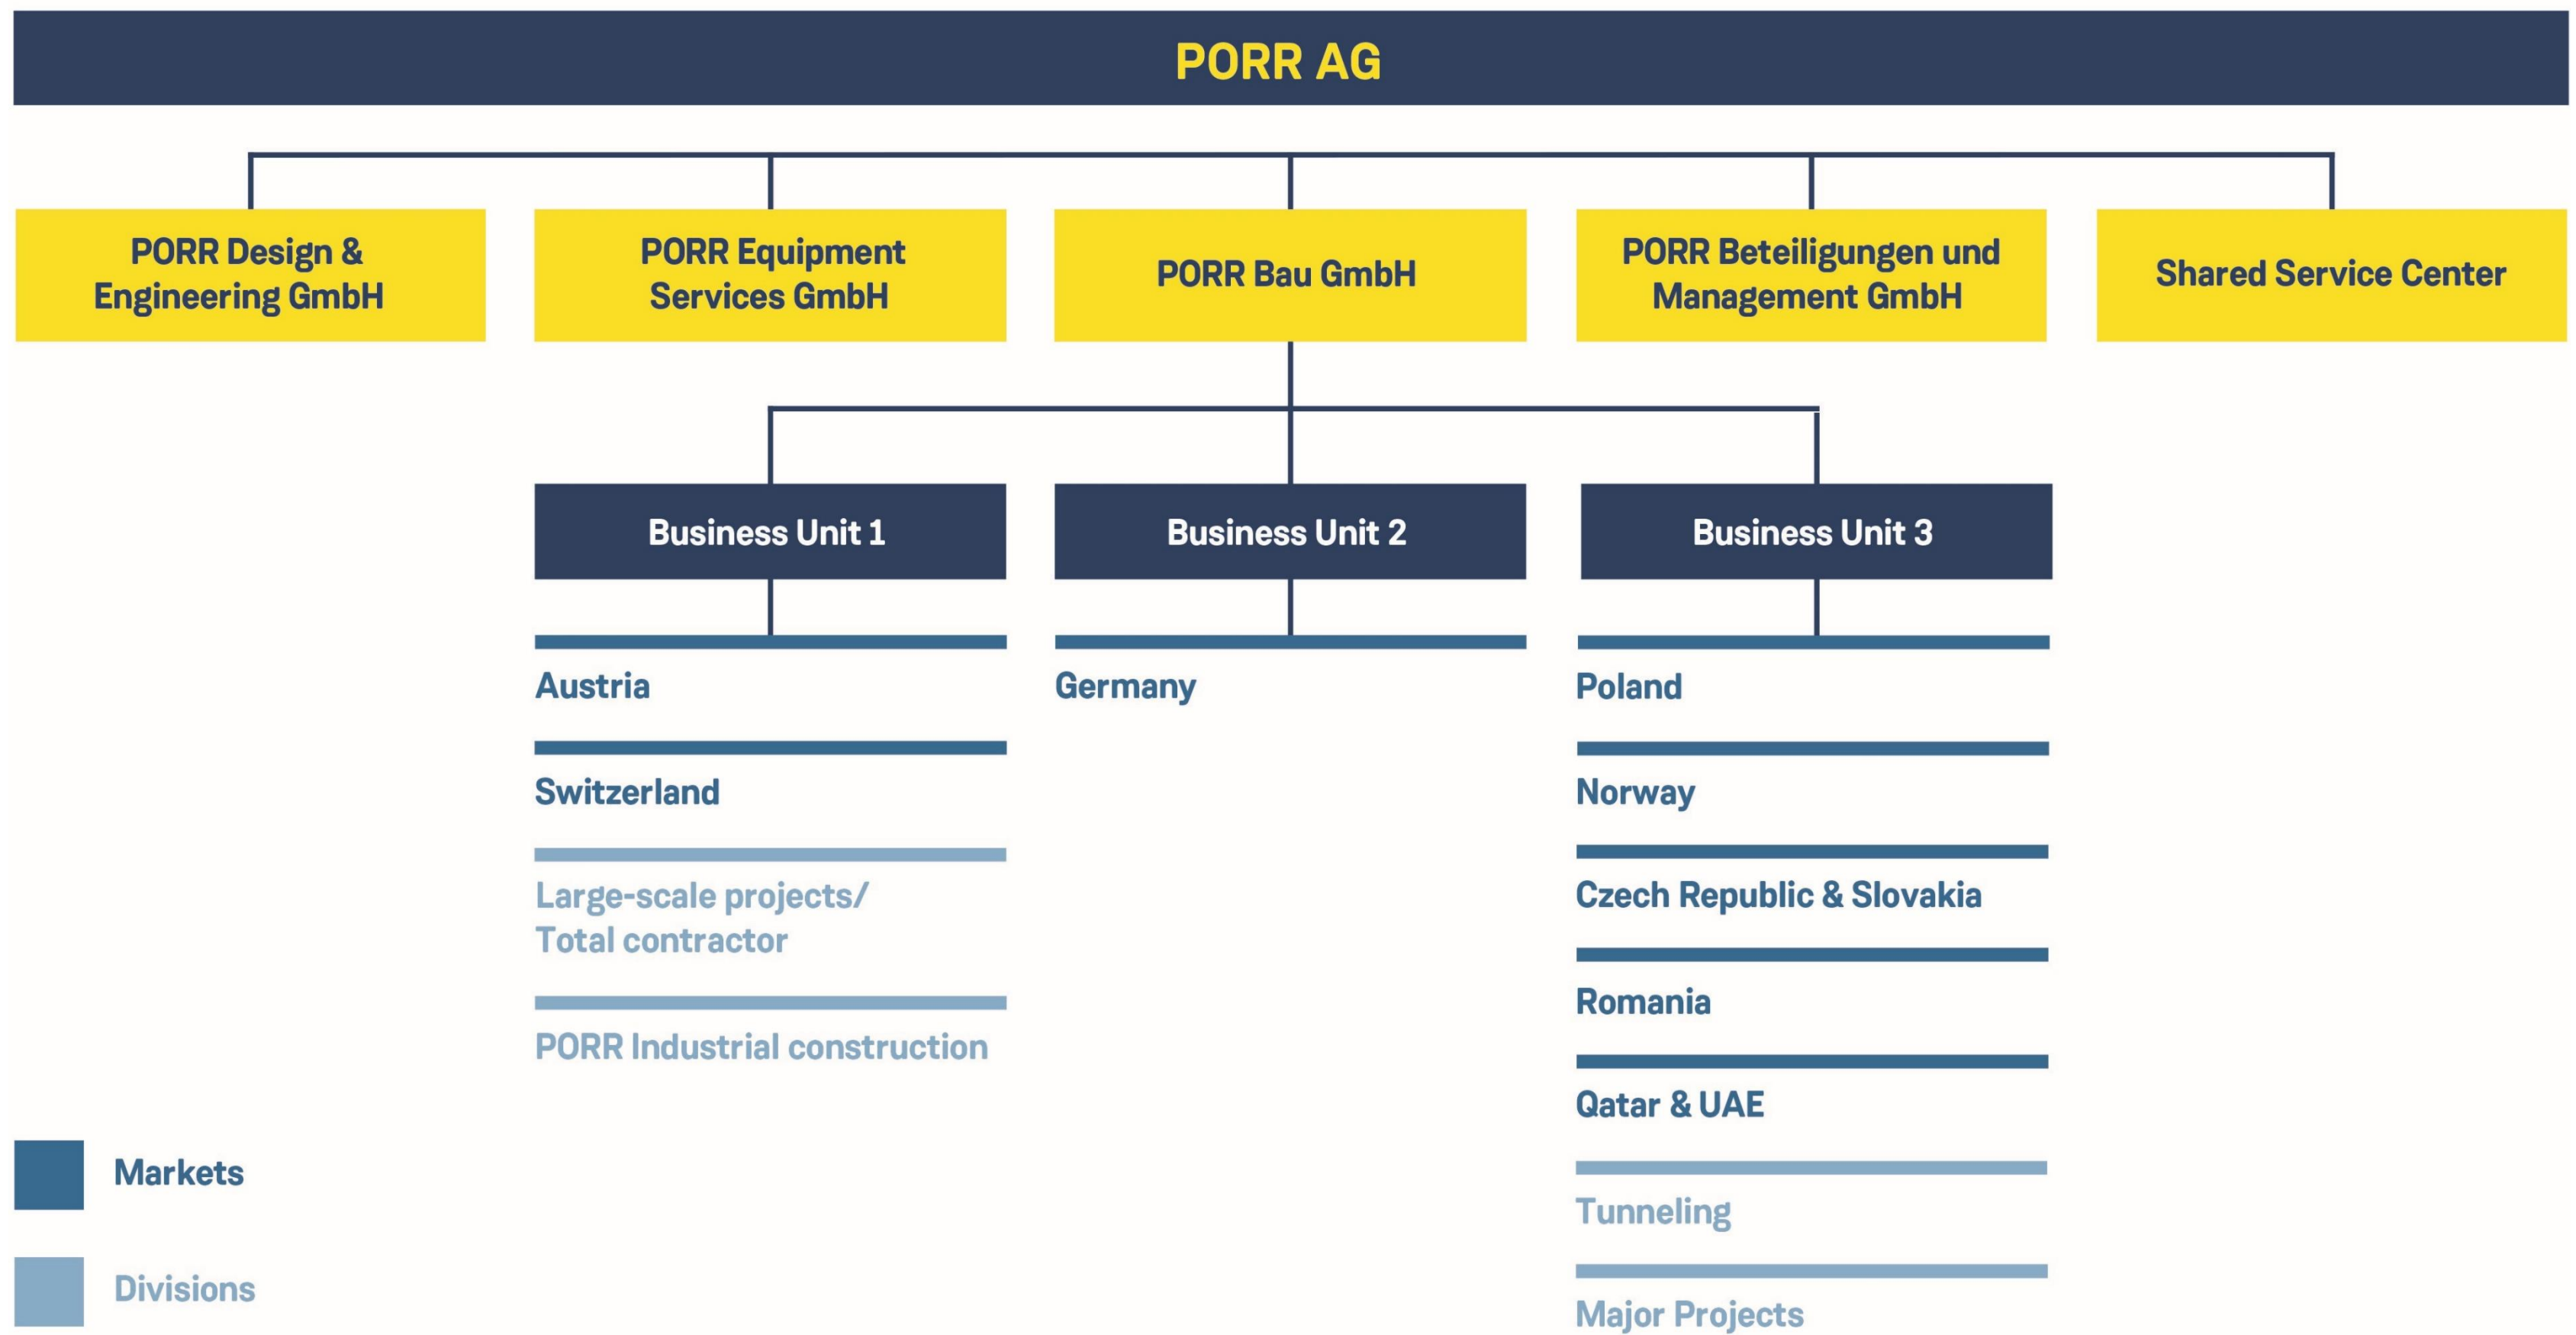 PORR AG
PORR Design &
Engineering GmbH
PORR Equipment
Services GmbH
PORR Bau GmbH
PORR Beteiligungen und
Management GmbH
Shared Service Center
Business Unit 1
Business Unit 2
Business Unit 3
Austria
Switzerland
Large-scale projects/
Total contractor
PORR Industrial construction
Germany
Poland
Norway
Czech Republic & Slovakia
Romania
Qatar & UAE
Tunneling
Major Projects
Markets
Divisions